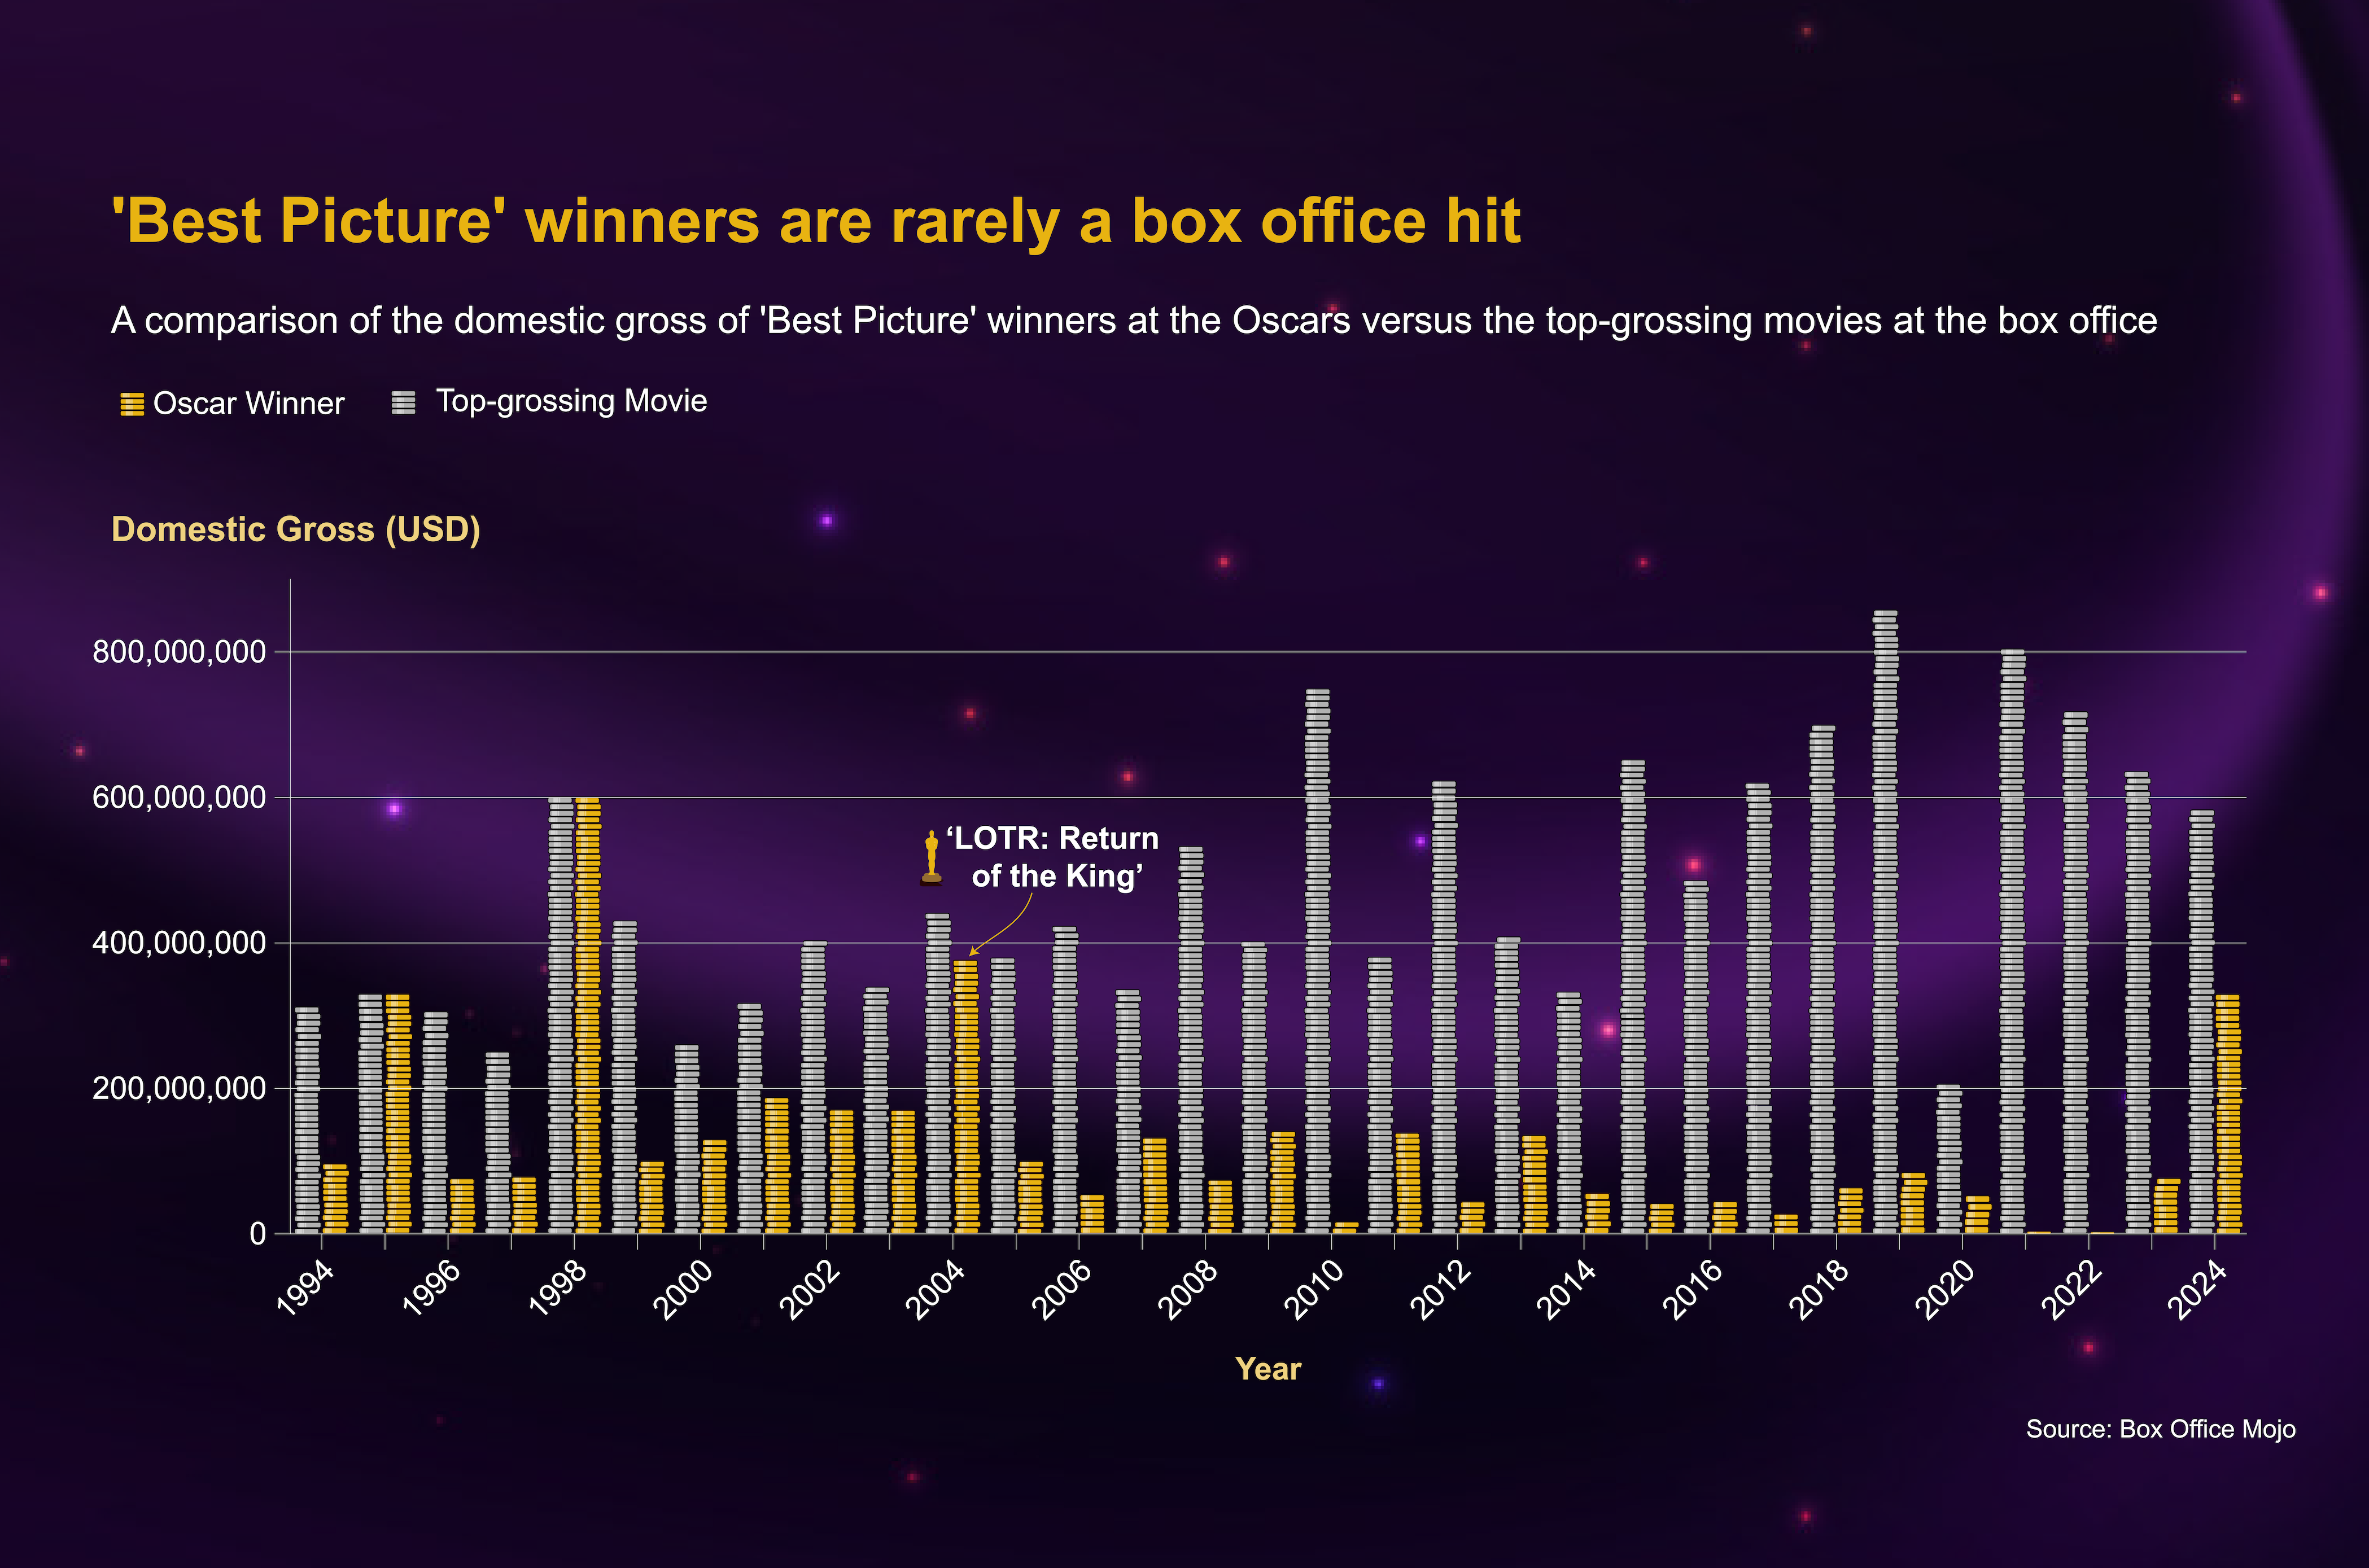 'Best Picture' winners are rarely a box office hit
A comparison of the domestic gross of 'Best Picture' winners at the Oscars versus the top-grossing movies at the box office
Oscar Winner
Top-grossing Movie
Domestic Gross (USD)
800,000,000
600,000,000
400,000,000
200,000,000
0
‘LOTR: Return
of the King’
1994
1996
1998
2000
2002
2004
2006
2008
2010
2012
2014
2016
2018
2020
2022
2024
Year
Source: Box Office Mojo